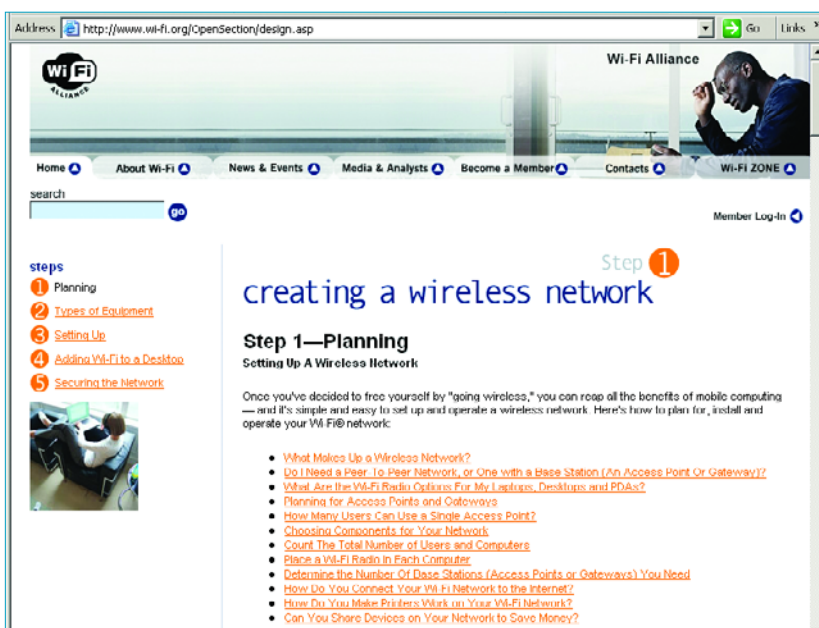 Address http://www.wi-fi.org/OpenSection/design.asp Go Links »
Wi Fi ALLIANCE
Wi-Fi Alliance
Home About Wi-Fi News & Events Media & Analysts Become a Member Contacts Wi-Fi ZONE
search
go
Member Log-In
steps
1 Planning
2 Types of Equipment
3 Setting Up
4 Adding Wi-Fi to a Desktop
5 Securing the Network
Step 1
creating a wireless network
Step 1—Planning
Setting Up A Wireless Network
Once you've decided to free yourself by "going wireless," you can reap all the benefits of mobile computing
— and it's simple and easy to set up and operate a wireless network. Here's how to plan for, install and
operate your Wi-Fi® network:
• What Makes Up a Wireless Network?
• Do I Need a Peer-To-Peer Network, or One with a Base Station (An Access Point Or Gateway)?
• What Are the Wi-Fi Radio Options For My Laptops, Desktops and PDAs?
• Planning for Access Points and Gateways
• How Many Users Can Use a Single Access Point?
• Choosing Components for Your Network
• Count The Total Number of Users and Computers
• Place a Wi-Fi Radio In Each Computer
• Determine the Number Of Base Stations (Access Points or Gateways) You Need
• How Do You Connect Your Wi-Fi Network to the Internet?
• How Do You Make Printers Work on Your Wi-Fi Network?
• Can You Share Devices on Your Network to Save Money?